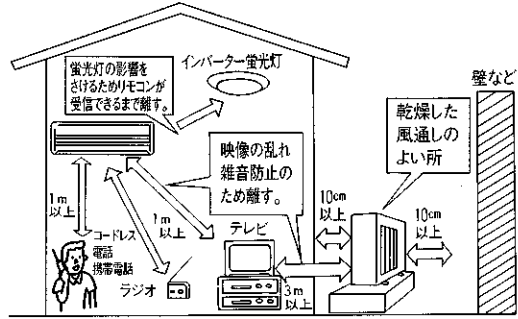 蛍光灯の影響を
さけるためリモコンが
受信できるまで離す。
インバーター蛍光灯
壁など
乾燥した
風通しの
よい所
映像の乱れ
雑音防止の
ため離す。
1m
以上
1m
以上
10cm
以上
10cm
以上
コードレス
電話
携帯電話
テレビ
ラジオ
3m
以上